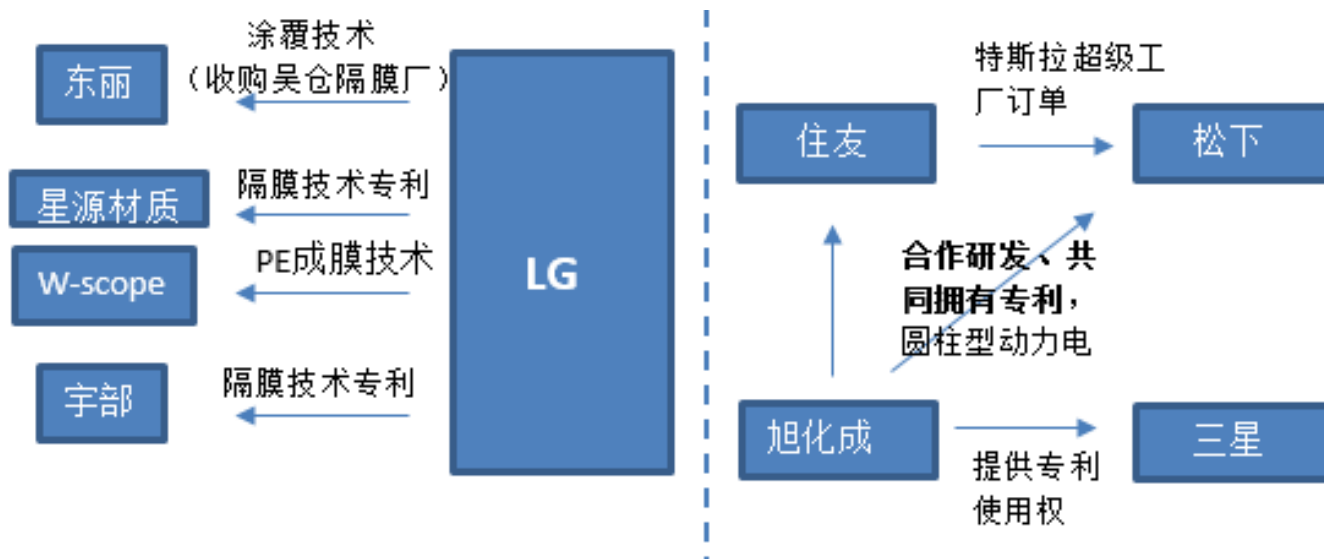 涂覆技术
（收购吴仓隔膜厂）
东丽
隔膜技术专利
星源材质
PE成膜技术
W-scope
隔膜技术专利
宇部
LG
特斯拉超级工
厂订单
住友
松下
合作研发、共
同拥有专利，
圆柱型动力电
旭化成
三星
提供专利
使用权